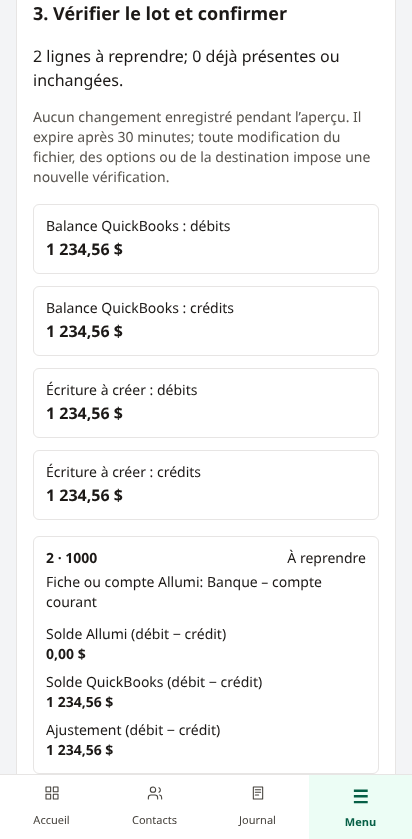 3. Vérifier le lot et confirmer
2 lignes à reprendre; 0 déjà présentes ou
inchangées.
Aucun changement enregistré pendant l’aperçu. Il
expire après 30 minutes; toute modification du
fichier, des options ou de la destination impose une
nouvelle vérification.
Balance QuickBooks : débits
1 234,56 $
Balance QuickBooks : crédits
1 234,56 $
Écriture à créer : débits
1 234,56 $
Écriture à créer : crédits
1 234,56 $
2 · 1000 À reprendre
Fiche ou compte Allumi: Banque – compte
courant
Solde Allumi (débit − crédit)
0,00 $
Solde QuickBooks (débit − crédit)
1 234,56 $
Ajustement (débit − crédit)
1 234,56 $
Accueil Contacts Journal Menu